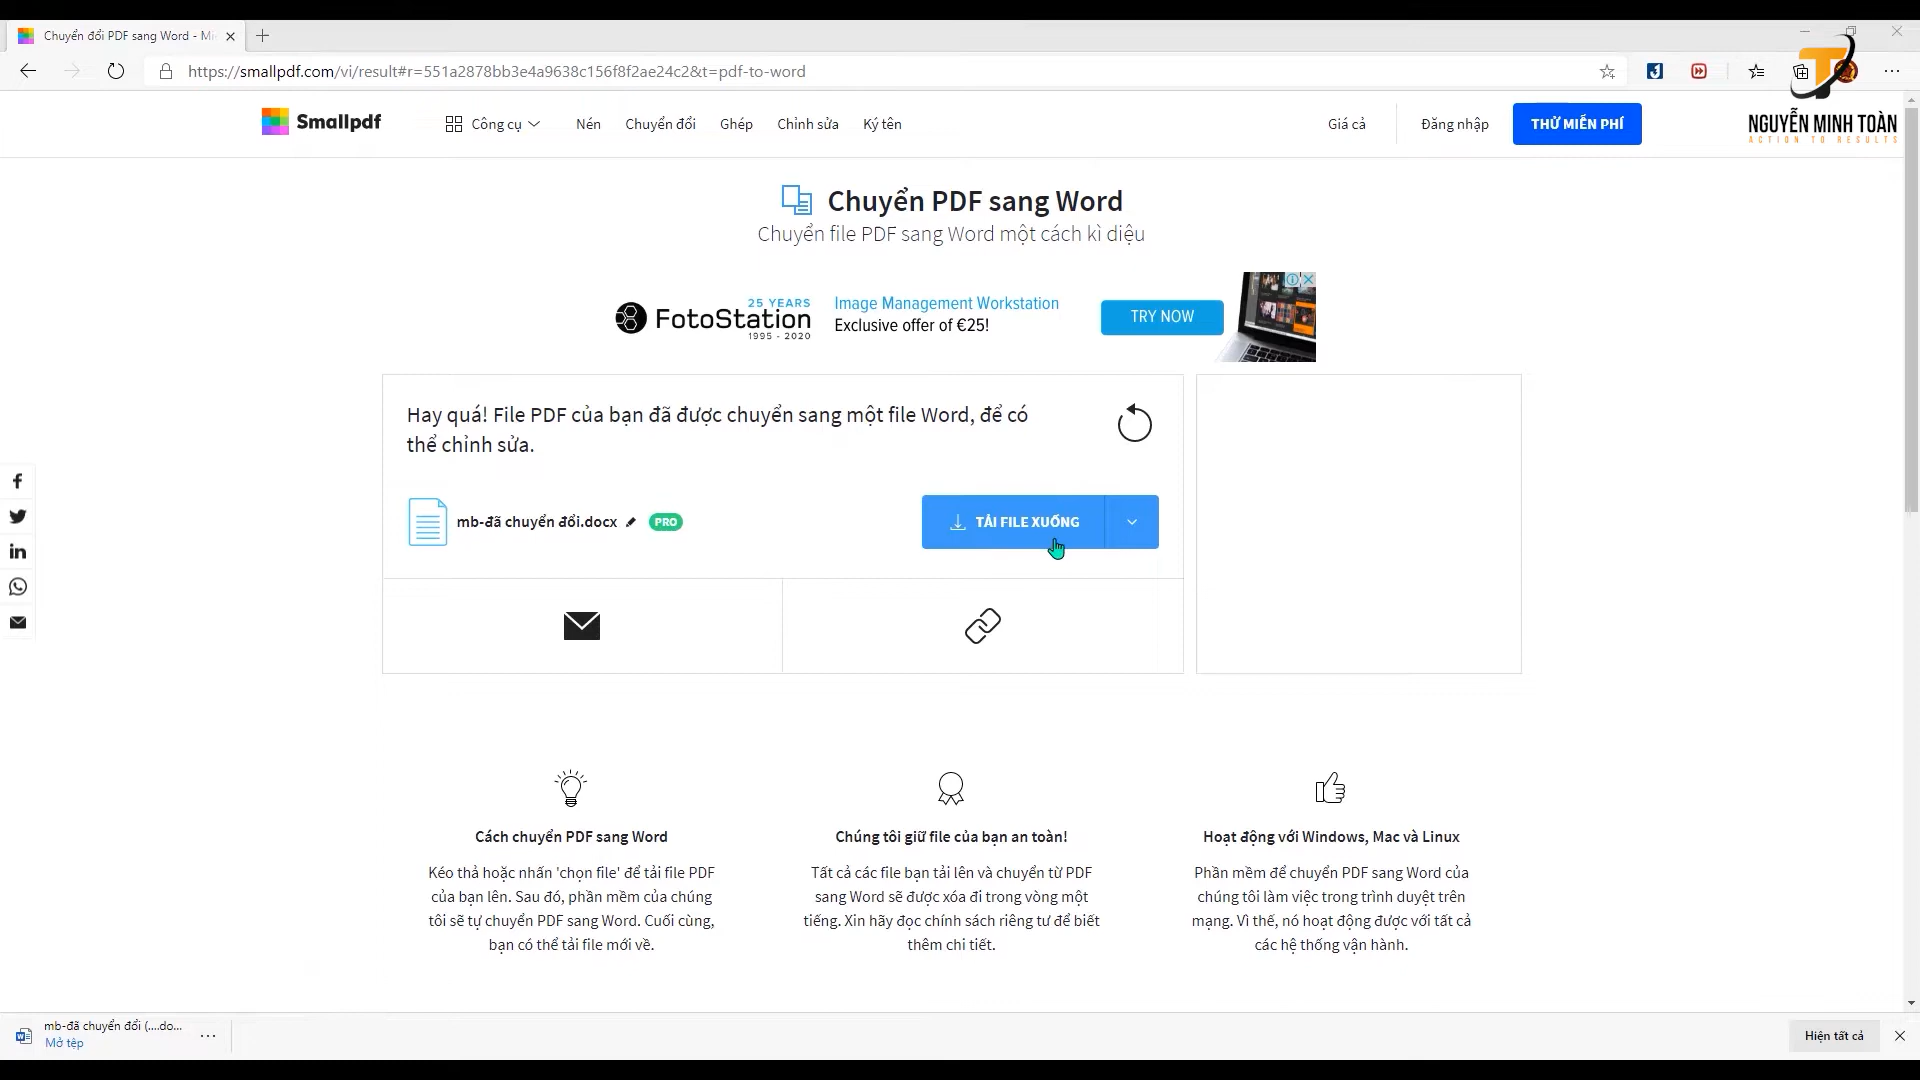 Chuyển đổi PDF sang Word - Mi
https://smallpdf.com/vi/result#r=551a2878bb3e4a9638c156f8f2ae24c2&t=pdf-to-word
Smallpdf
Công cụ
Nén
Chuyển đổi
Ghép
Chỉnh sửa
Ký tên
Giá cả
Đăng nhập
THỬ MIỄN PHÍ
NGUYỄN MINH TOÀN
ACTION TO RESULTS
Chuyển PDF sang Word
Chuyển file PDF sang Word một cách kì diệu
25 YEARS
FotoStation
1995 - 2020
Image Management Workstation
Exclusive offer of €25!
TRY NOW
Hay quá! File PDF của bạn đã được chuyển sang một file Word, để có
thể chỉnh sửa.
mb-đã chuyển đổi.docx
PRO
TẢI FILE XUỐNG
Cách chuyển PDF sang Word
Kéo thả hoặc nhấn 'chọn file' để tải file PDF
của bạn lên. Sau đó, phần mềm của chúng
tôi sẽ tự chuyển PDF sang Word. Cuối cùng,
bạn có thể tải file mới về.
Chúng tôi giữ file của bạn an toàn!
Tất cả các file bạn tải lên và chuyển từ PDF
sang Word sẽ được xóa đi trong vòng một
tiếng. Xin hãy đọc chính sách riêng tư để biết
thêm chi tiết.
Hoạt động với Windows, Mac và Linux
Phần mềm để chuyển PDF sang Word của
chúng tôi làm việc trong trình duyệt trên
mạng. Vì thế, nó hoạt động được với tất cả
các hệ thống vận hành.
mb-đã chuyển đổi (....do...
Mở tệp
Hiện tất cả